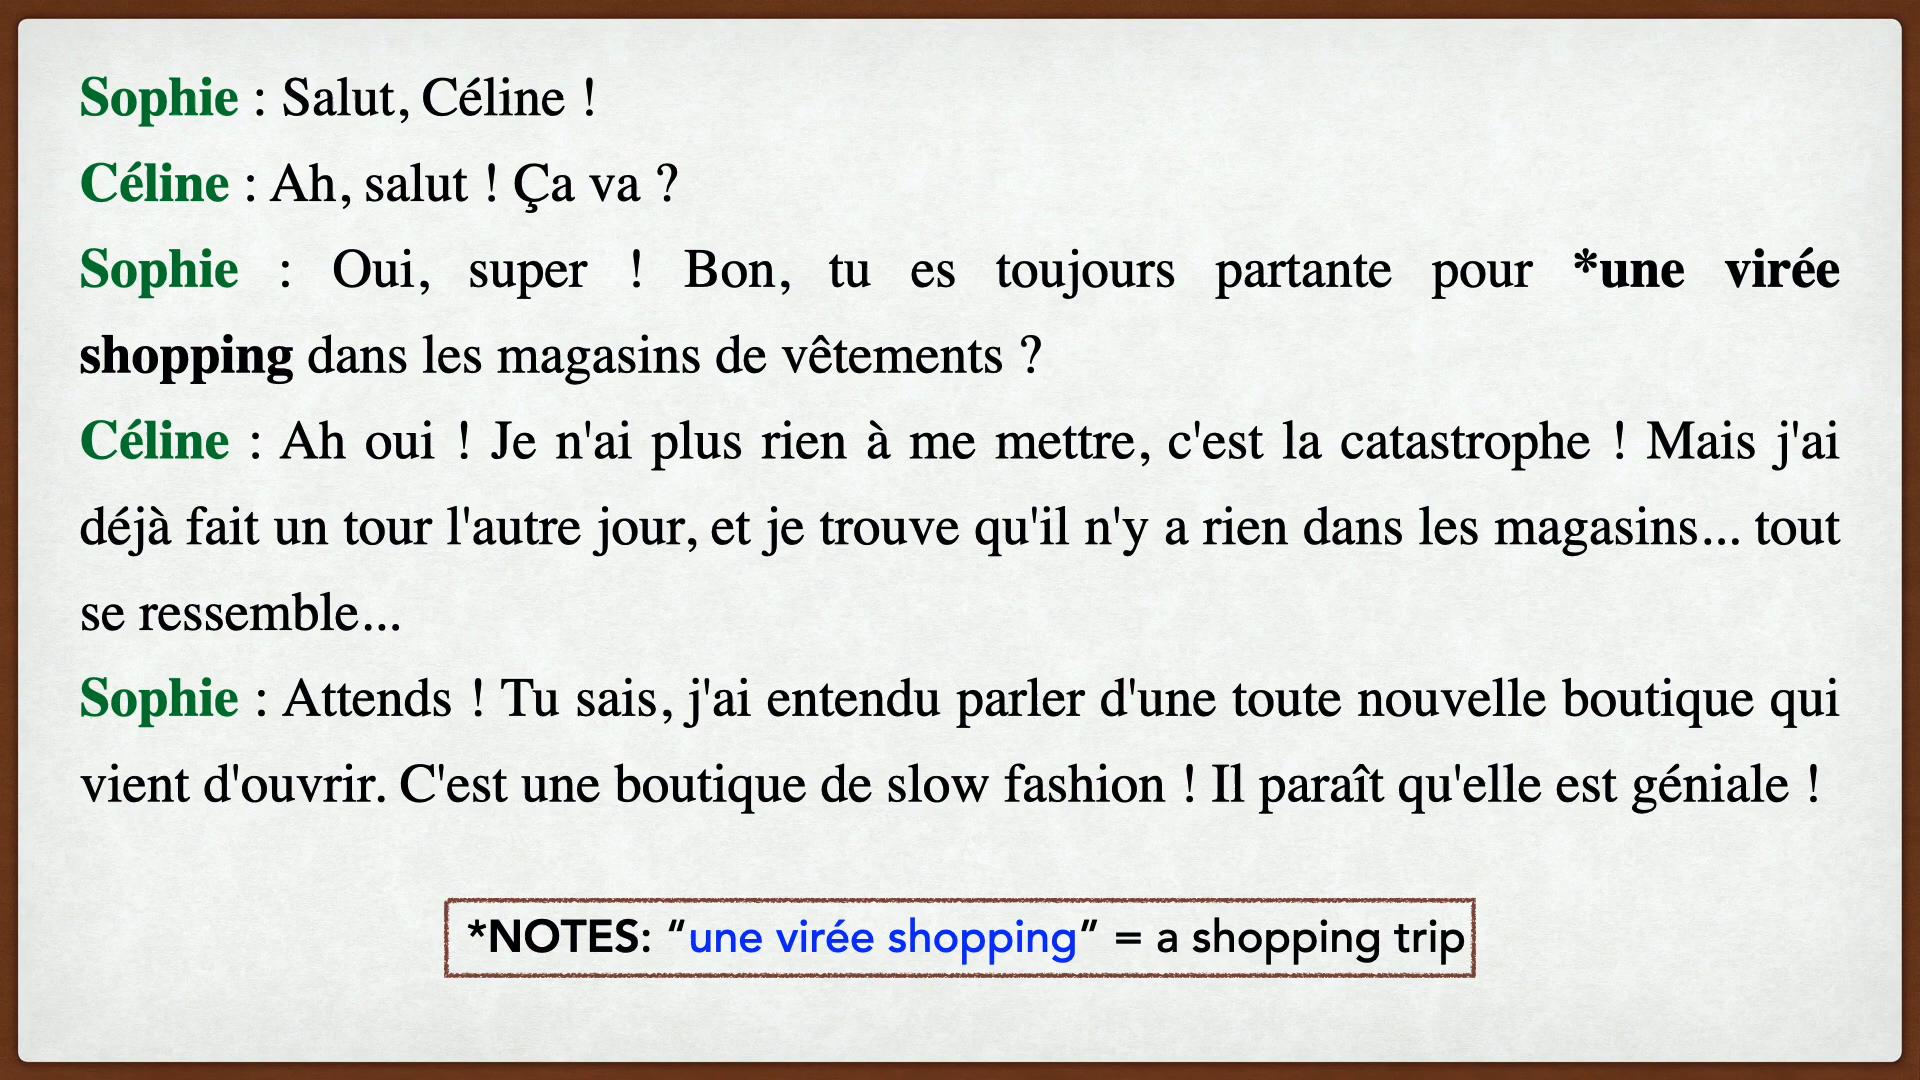 Sophie : Salut, Céline !
Céline : Ah, salut ! Ça va ?
Sophie : Oui, super ! Bon, tu es toujours partante pour *une virée
shopping dans les magasins de vêtements ?
Céline : Ah oui ! Je n'ai plus rien à me mettre, c'est la catastrophe ! Mais j'ai
déjà fait un tour l'autre jour, et je trouve qu'il n'y a rien dans les magasins... tout
se ressemble...
Sophie : Attends ! Tu sais, j'ai entendu parler d'une toute nouvelle boutique qui
vient d'ouvrir. C'est une boutique de slow fashion ! Il paraît qu'elle est géniale !
*NOTES: “une virée shopping” = a shopping trip